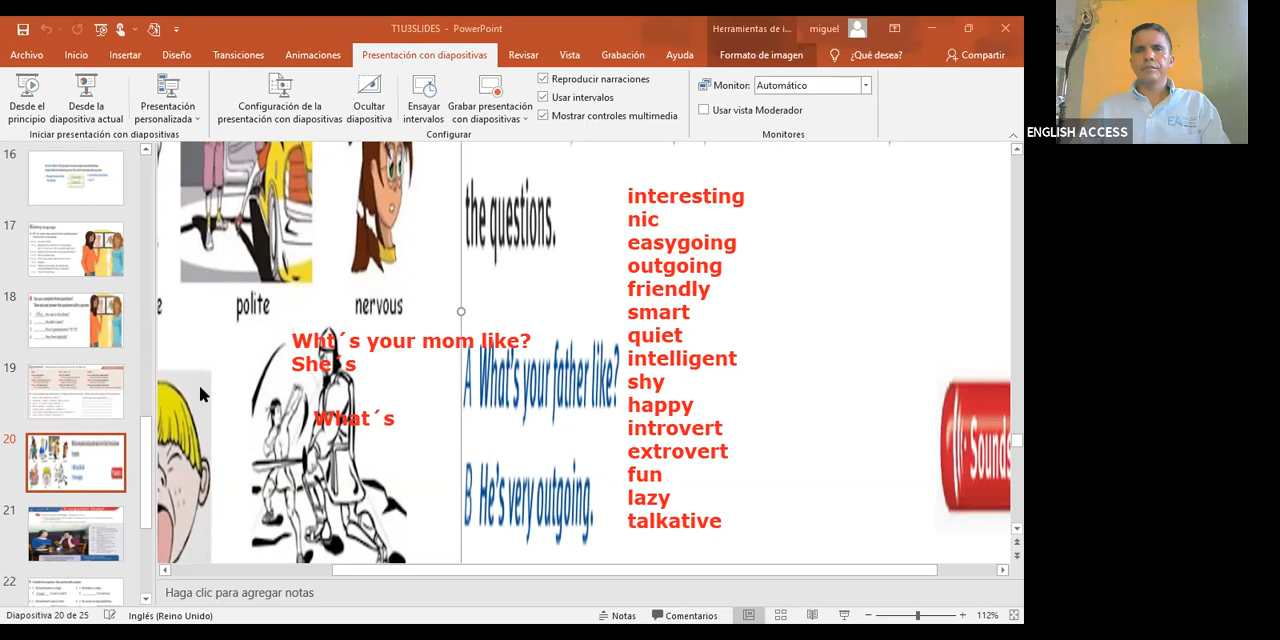 T1U3SLIDES - PowerPoint
Herramientas de i...
miguel
Archivo
Inicio
Insertar
Diseño
Transiciones
Animaciones
Presentación con diapositivas
Revisar
Vista
Grabación
Ayuda
Formato de imagen
¿Qué desea?
Compartir
Desde el principio
Desde la diapositiva actual
Presentación personalizada
Iniciar presentación con diapositivas
Configuración de la presentación con diapositivas
Ocultar diapositiva
Ensayar intervalos
Grabar presentación con diapositivas
Reproducir narraciones
Usar intervalos
Mostrar controles multimedia
Configurar
Monitor: Automático
Usar vista Moderador
Monitores
ENGLISH ACCESS
16
17
18
19
20
21
22
the questions.
polite
nervous
Wht´s your mom like?
She´s
What´s
A What's your father like?
B He's very outgoing.
interesting
nic
easygoing
outgoing
friendly
smart
quiet
intelligent
shy
happy
introvert
extrovert
fun
lazy
talkative
Sounds
Haga clic para agregar notas
Diapositiva 20 de 25
Inglés (Reino Unido)
Notas
Comentarios
112%